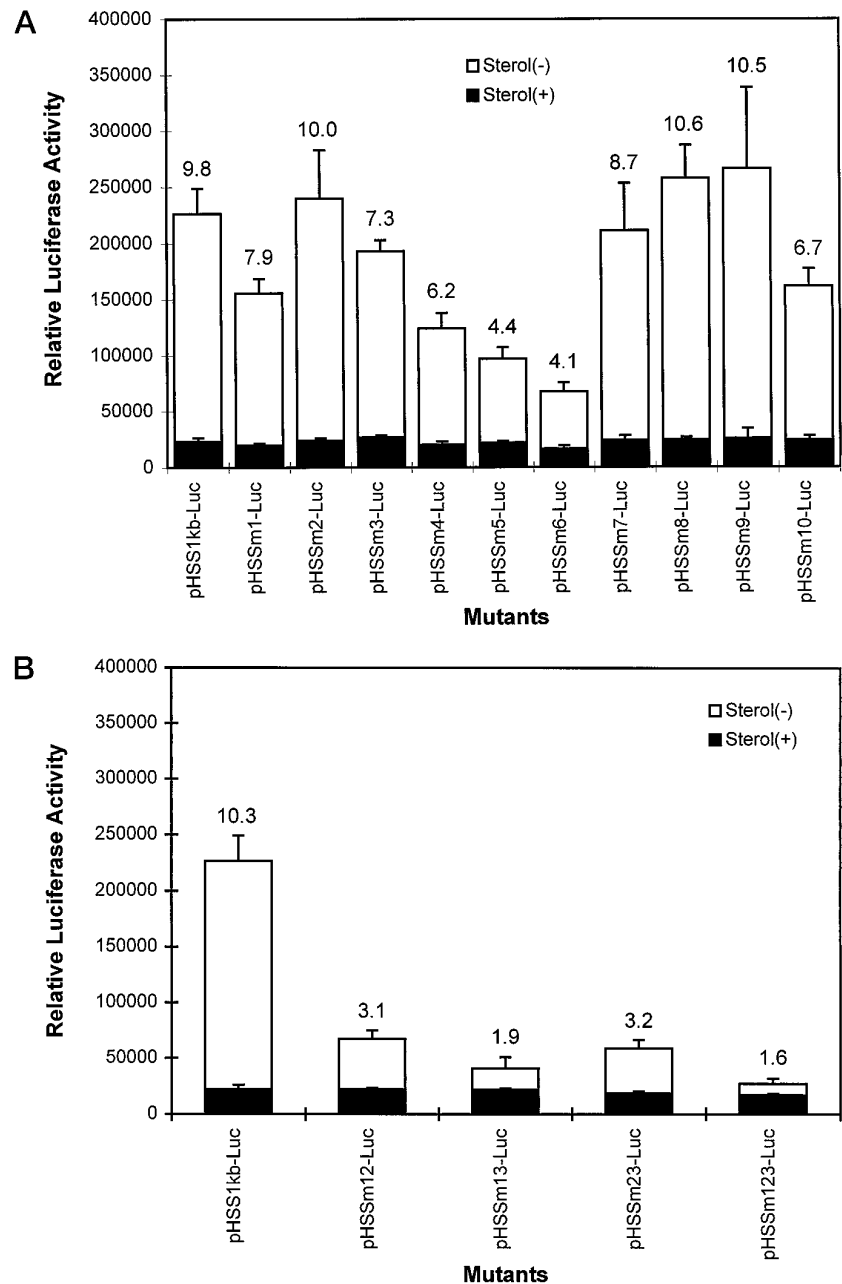 A
Relative Luciferase Activity
400000
350000
300000
250000
200000
150000
100000
50000
0
Sterol(-)
Sterol(+)
9.8
7.9
10.0
7.3
6.2
4.4
4.1
8.7
10.6
10.5
6.7
pHSS1kb-Luc
pHSSm1-Luc
pHSSm2-Luc
pHSSm3-Luc
pHSSm4-Luc
pHSSm5-Luc
pHSSm6-Luc
pHSSm7-Luc
pHSSm8-Luc
pHSSm9-Luc
pHSSm10-Luc
Mutants
B
Relative Luciferase Activity
400000
350000
300000
250000
200000
150000
100000
50000
0
Sterol(-)
Sterol(+)
10.3
3.1
1.9
3.2
1.6
pHSS1kb-Luc
pHSSm12-Luc
pHSSm13-Luc
pHSSm23-Luc
pHSSm123-Luc
Mutants